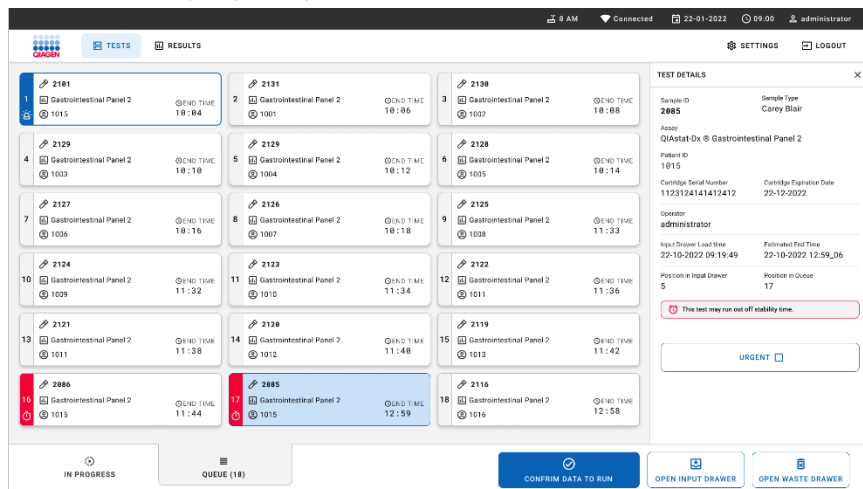 8 AM Connected 22-01-2022 09:00 administrator
QIAGEN TESTS RESULTS SETTINGS LOGOUT
1 2101 Gastrointestinal Panel 2 1015 END TIME 10:04
2 2131 Gastrointestinal Panel 2 1001 END TIME 10:06
3 2130 Gastrointestinal Panel 2 1002 END TIME 10:08
4 2129 Gastrointestinal Panel 2 1003 END TIME 10:10
5 2129 Gastrointestinal Panel 2 1004 END TIME 10:12
6 2128 Gastrointestinal Panel 2 1005 END TIME 10:14
7 2127 Gastrointestinal Panel 2 1006 END TIME 10:16
8 2126 Gastrointestinal Panel 2 1007 END TIME 10:18
9 2125 Gastrointestinal Panel 2 1008 END TIME 11:33
10 2124 Gastrointestinal Panel 2 1009 END TIME 11:32
11 2123 Gastrointestinal Panel 2 1010 END TIME 11:34
12 2122 Gastrointestinal Panel 2 1011 END TIME 11:36
13 2121 Gastrointestinal Panel 2 1011 END TIME 11:38
14 2120 Gastrointestinal Panel 2 1012 END TIME 11:40
15 2119 Gastrointestinal Panel 2 1013 END TIME 11:42
16 2086 Gastrointestinal Panel 2 1015 END TIME 11:44
17 2085 Gastrointestinal Panel 2 1015 END TIME 12:59
18 2116 Gastrointestinal Panel 2 1016 END TIME 12:58
TEST DETAILS
Sample ID Sample Type
2085 Carey Blair
Assay
QIAstat-Dx ® Gastrointestinal Panel 2
Patient ID
1015
Cartridge Serial Number Cartridge Expiration Date
1123124141412412 22-12-2022
Operator
administrator
Input Drawer Load time Estimated End Time
22-10-2022 09:19:49 22-10-2022 12:59_06
Position in Input Drawer Position in Queue
5 17
This test may run out off stability time.
URGENT
IN PROGRESS
QUEUE (18)
CONFRIM DATA TO RUN
OPEN INPUT DRAWER
OPEN WASTE DRAWER